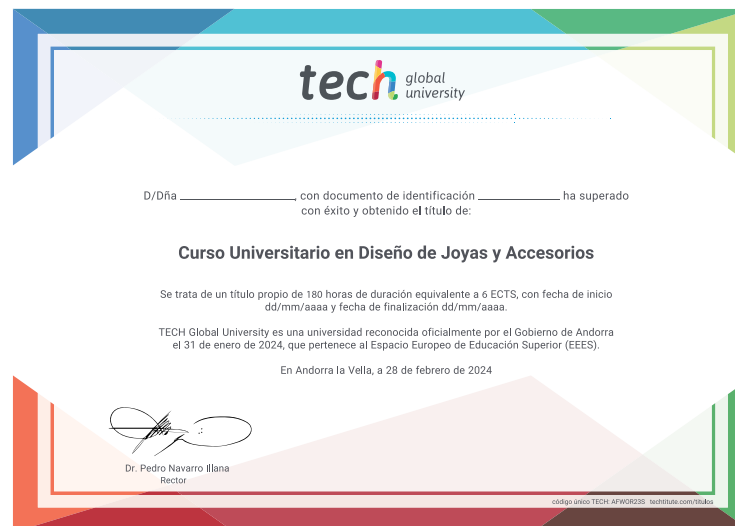 tech global university
D/Dña ____________________, con documento de identificación ______________ ha superado
con éxito y obtenido el título de:
Curso Universitario en Diseño de Joyas y Accesorios
Se trata de un título propio de 180 horas de duración equivalente a 6 ECTS, con fecha de inicio
dd/mm/aaaa y fecha de finalización dd/mm/aaaa.
TECH Global University es una universidad reconocida oficialmente por el Gobierno de Andorra
el 31 de enero de 2024, que pertenece al Espacio Europeo de Educación Superior (EEES).
En Andorra la Vella, a 28 de febrero de 2024
Dr. Pedro Navarro Illana
Rector
código único TECH: AFWOR23S techtitute.com/titulos